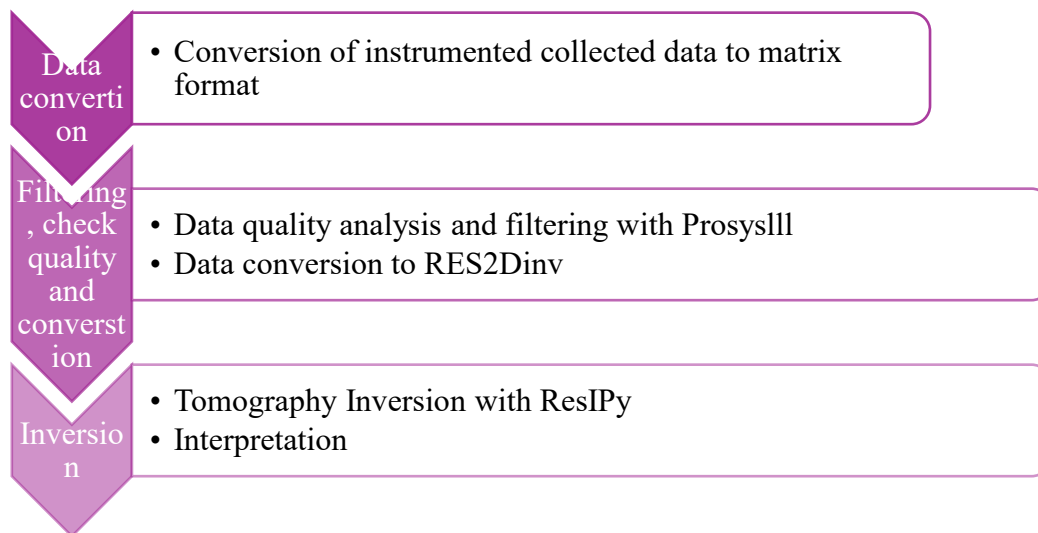 Data
converti
on
• Conversion of instrumented collected data to matrix
format
Filtering
, check
quality
and
converst
ion
• Data quality analysis and filtering with Prosyslll
• Data conversion to RES2Dinv
Inversio
n
• Tomography Inversion with ResIPy
• Interpretation